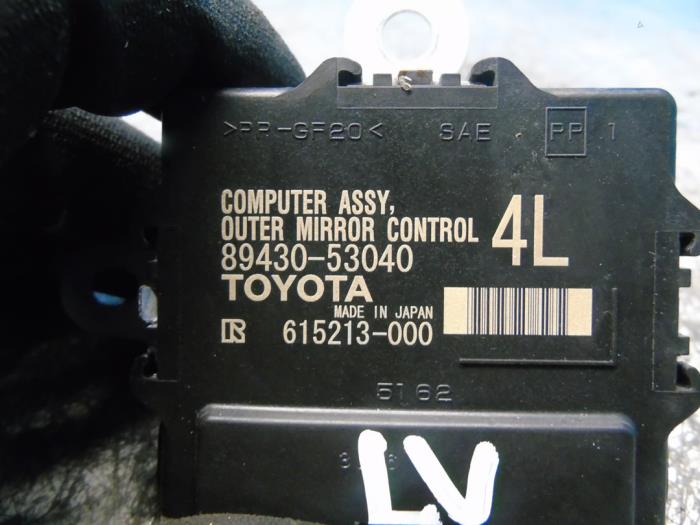 >PP-GF20< SAE PP 1
COMPUTER ASSY,
OUTER MIRROR CONTROL 4L
89430-53040
TOYOTA
MADE IN JAPAN
615213-000
5162
LV